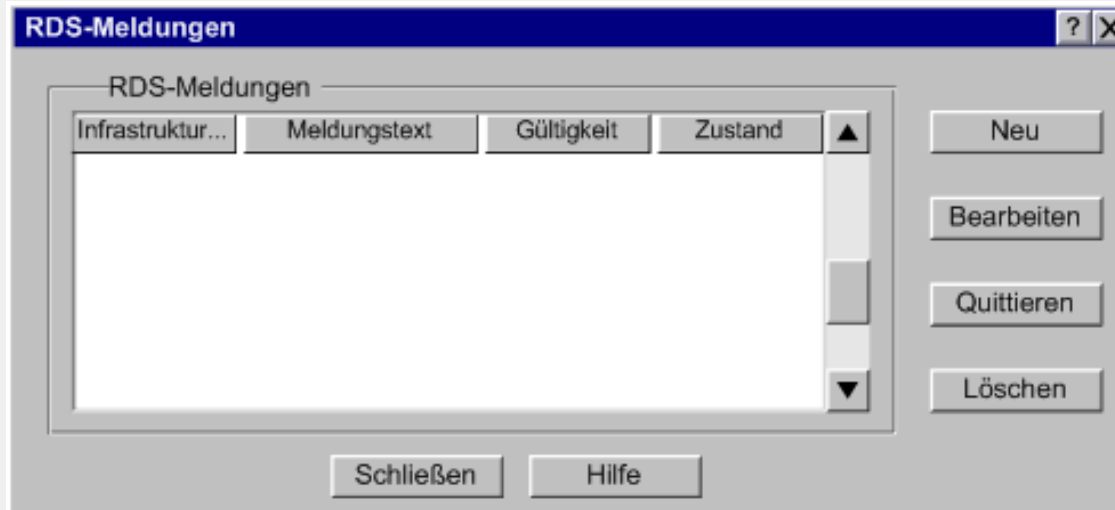 RDS-Meldungen ? X
RDS-Meldungen
Infrastruktur... Meldungstext Gültigkeit Zustand
Neu
Bearbeiten
Quittieren
Löschen
Schließen Hilfe